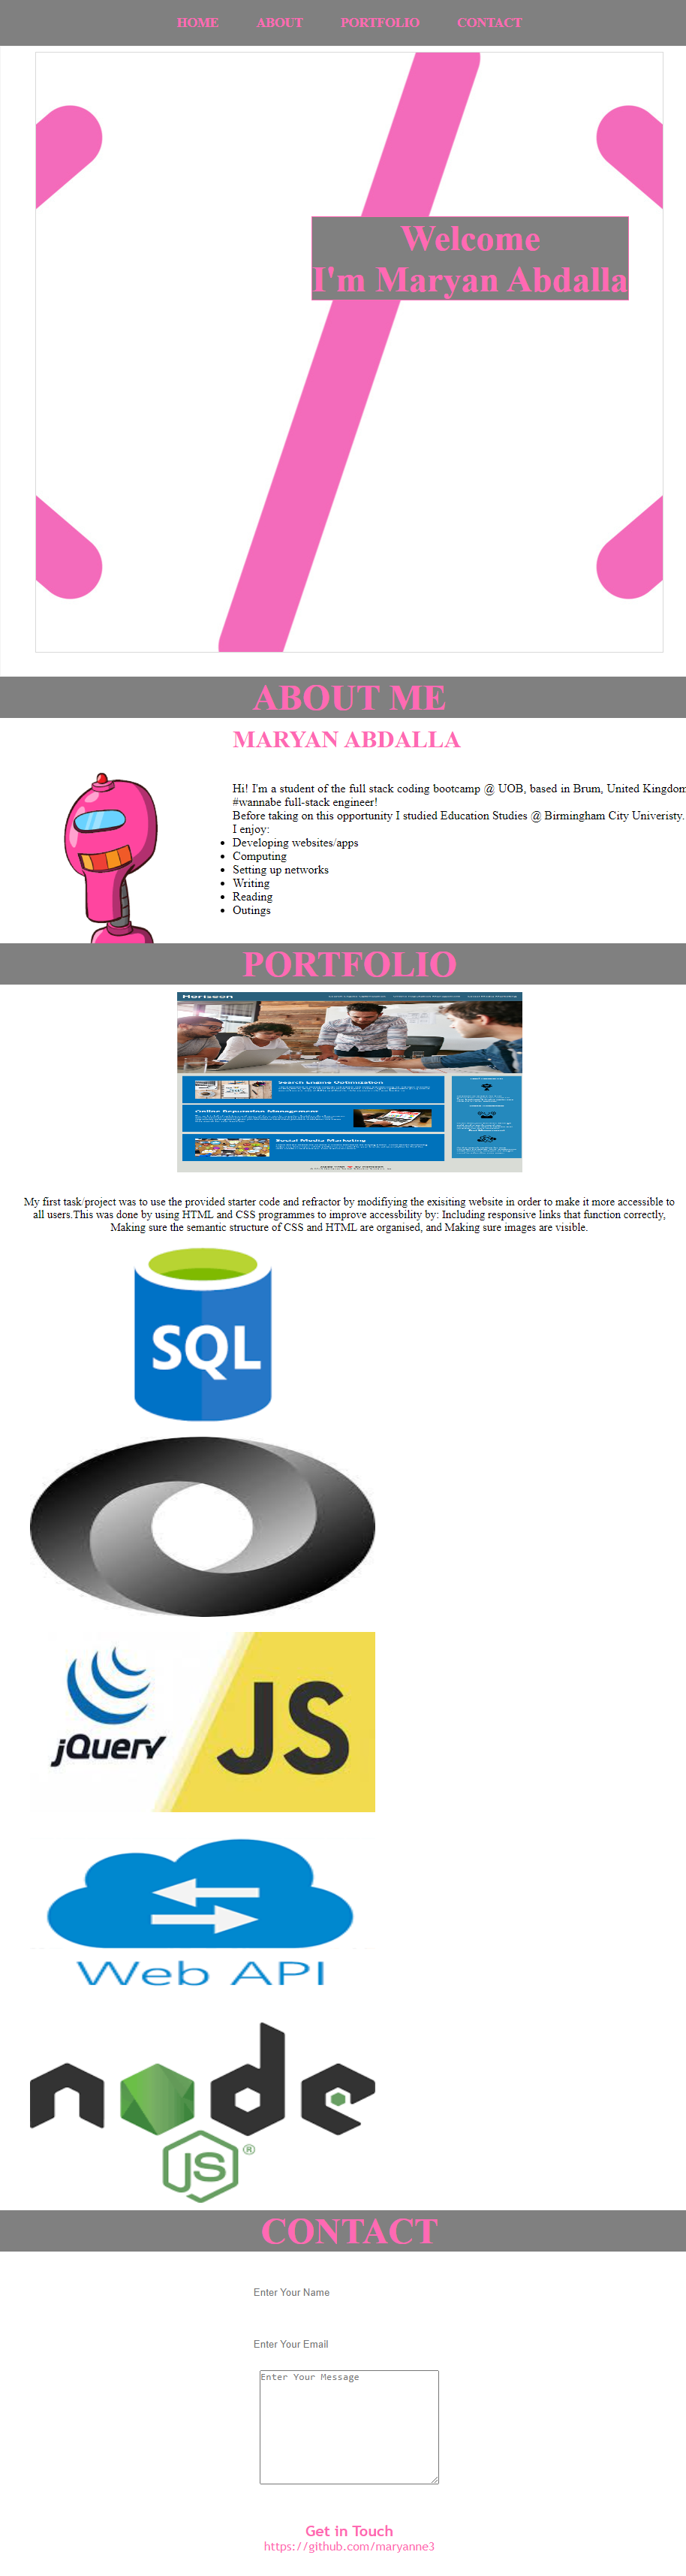 HOME ABOUT PORTFOLIO CONTACT
Welcome
I'm Maryan Abdalla
ABOUT ME
MARYAN ABDALLA
Hi! I'm a student of the full stack coding bootcamp @ UOB, based in Brum, United Kingdom
#wannabe full-stack engineer!
Before taking on this opportunity I studied Education Studies @ Birmingham City Univeristy.
I enjoy:
Developing websites/apps
Computing
Setting up networks
Writing
Reading
Outings
PORTFOLIO
Horiseon
Search Engine Optimization
Online Reputation Management
Social Media Marketing
My first task/project was to use the provided starter code and refractor by modifiying the exisiting website in order to make it more accessible to
all users.This was done by using HTML and CSS programmes to improve accessbility by: Including responsive links that function correctly,
Making sure the semantic structure of CSS and HTML are organised, and Making sure images are visible.
SQL
jQuery JS
Web API
node
JS ®
CONTACT
Enter Your Name
Enter Your Email
Enter Your Message
Get in Touch
https://github.com/maryanne3